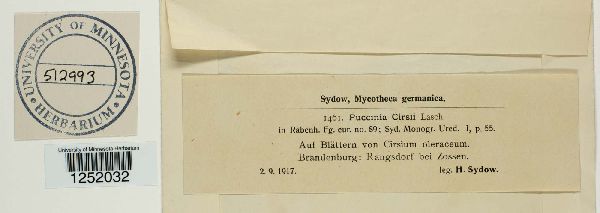 UNIVERSITY OF MINNESOTA
512993
• HERBARIUM •
University of Minnesota Herbarium
1252032
Sydow, Mycotheca germanica.
1461. Puccinia Cirsii Lasch
in Rabenh. Fg. eur. no. 89; Syd. Monogr. Ured. I, p. 55.
Auf Blättern von Cirsium oleraceum.
Brandenburg: Rangsdorf bei Zossen.
2. 9. 1917. leg. H. Sydow.